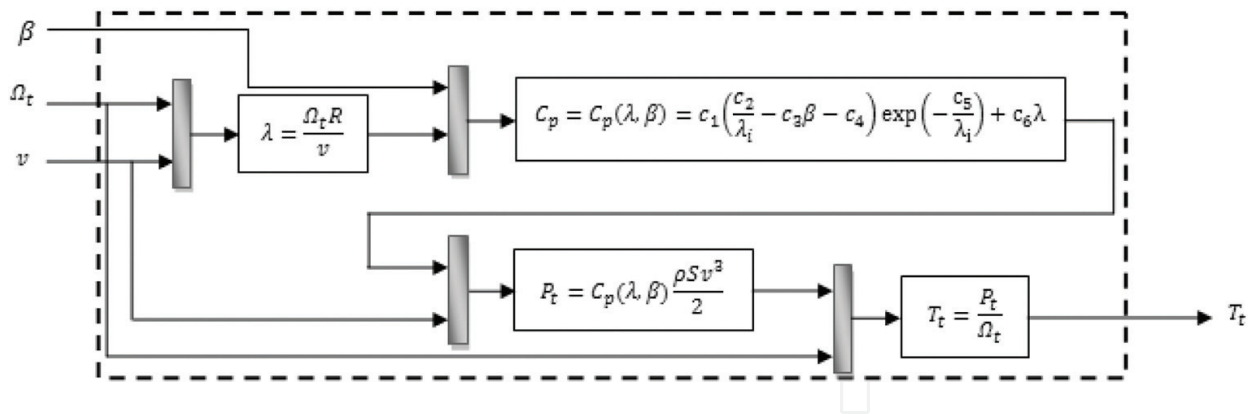 β
Ω_t
v
λ = Ω_t R / v
C_p = C_p(λ, β) = c_1 (c_2/λ_i − c_3β − c_4) exp(−c_5/λ_i) + c_6λ
P_t = C_p(λ, β) ρSv^3 / 2
T_t = P_t / Ω_t
T_t